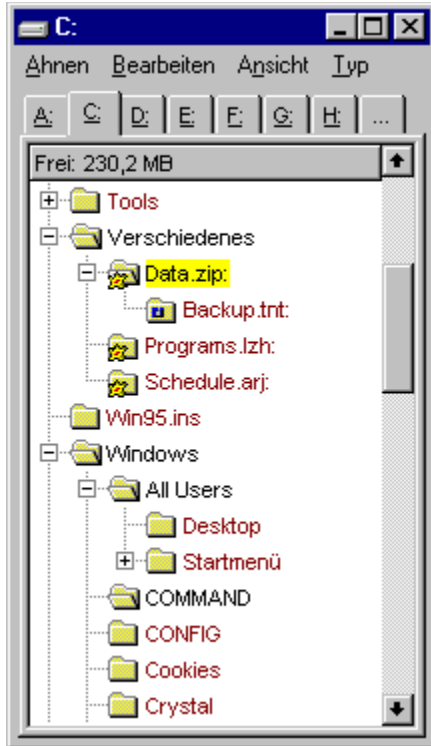 C:
Ahnen Bearbeiten Ansicht Typ
A: C: D: E: F: G: H: ...
Frei: 230,2 MB
Tools
Verschiedenes
Data.zip:
Backup.tnt:
Programs.lzh:
Schedule.arj:
Win95.ins
Windows
All Users
Desktop
Startmenü
COMMAND
CONFIG
Cookies
Crystal